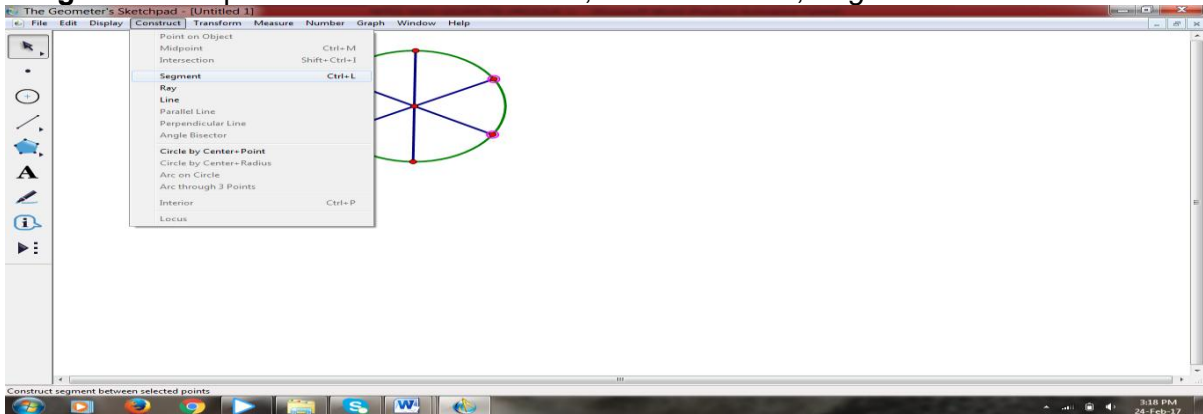 The Geometer's Sketchpad - [Untitled 1]
File Edit Display Construct Transform Measure Number Graph Window Help
Point on Object
Midpoint Ctrl+M
Intersection Shift+Ctrl+I
Segment Ctrl+L
Ray
Line
Parallel Line
Perpendicular Line
Angle Bisector
Circle by Center+Point
Circle by Center+Radius
Arc on Circle
Arc through 3 Points
Interior Ctrl+P
Locus
A
Construct segment between selected points
3:18 PM
24-Feb-17